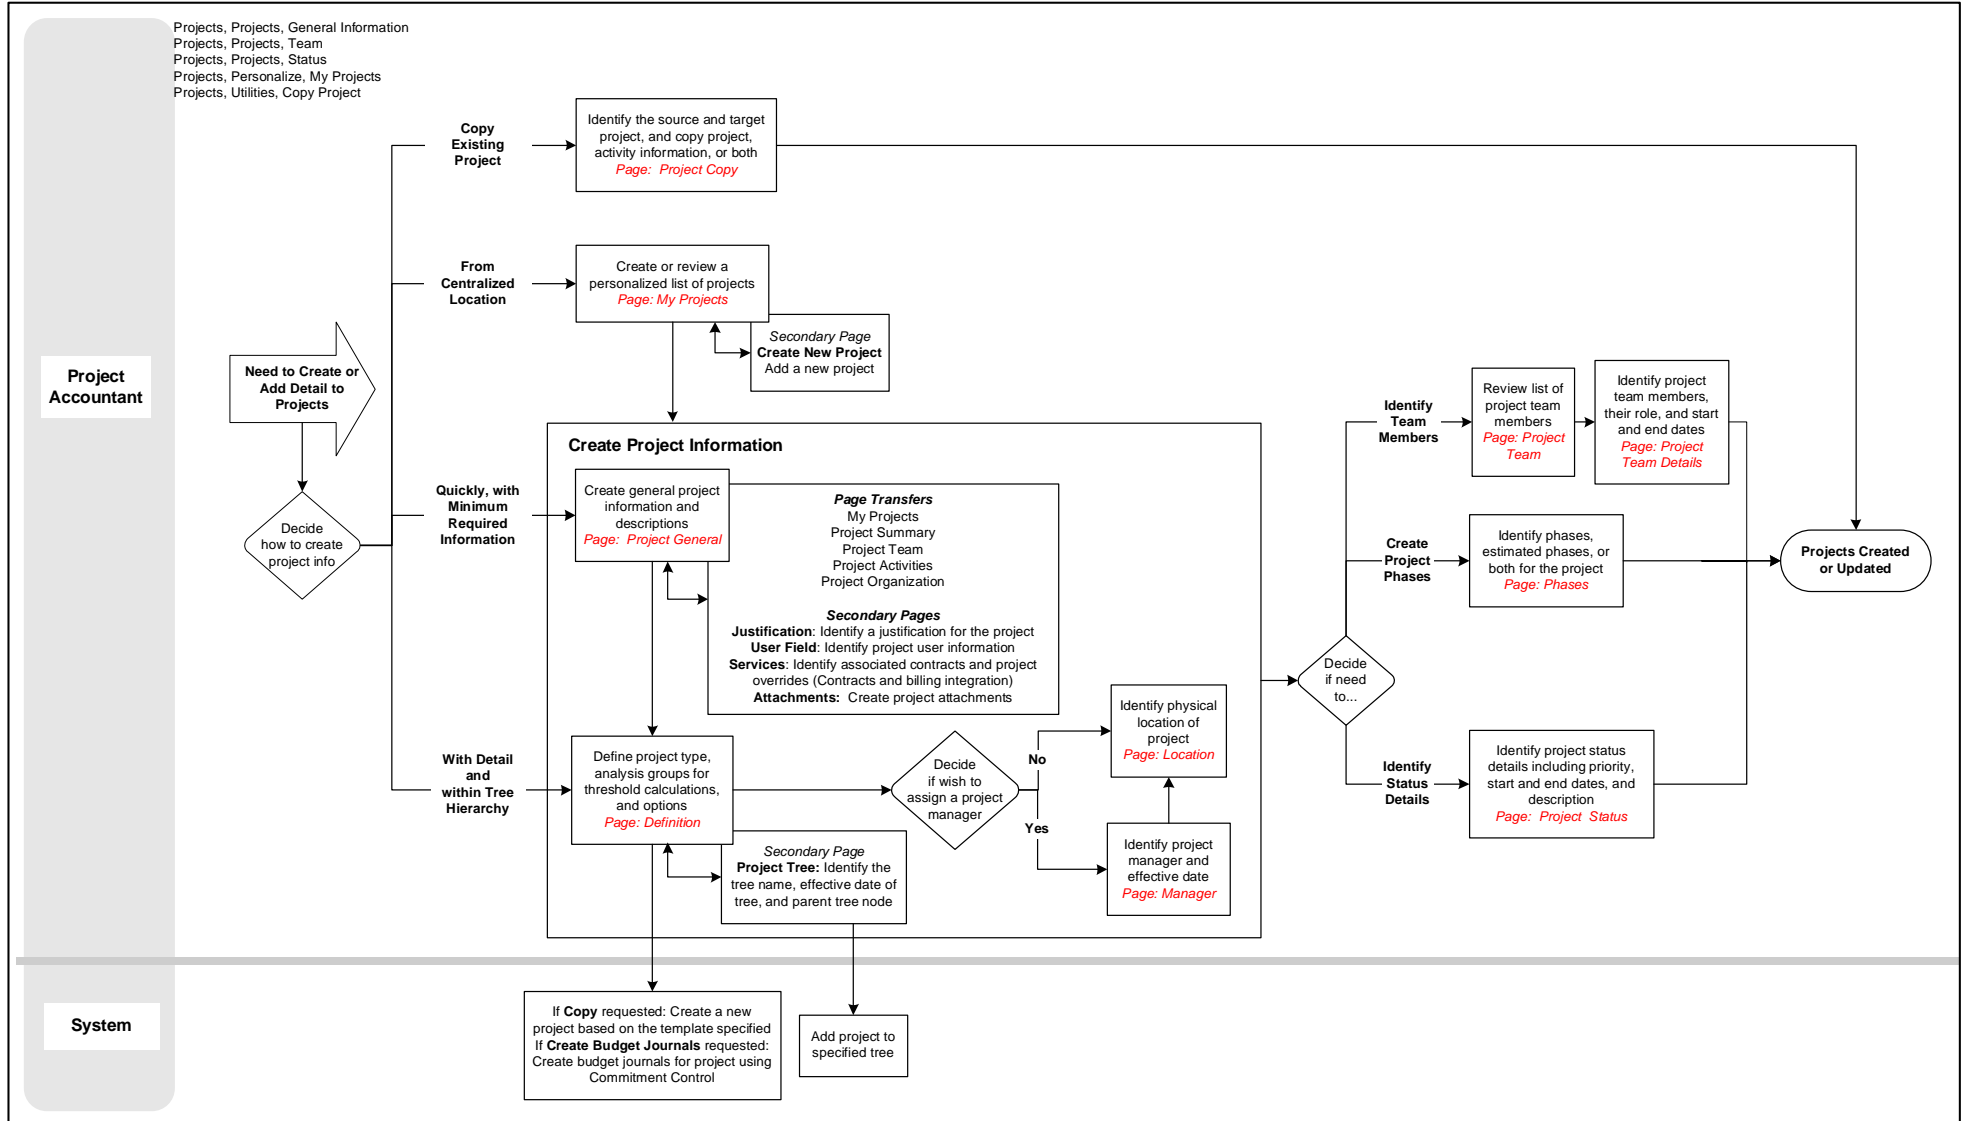 Projects, Projects, General Information
Projects, Projects, Team
Projects, Projects, Status
Projects, Personalize, My Projects
Projects, Utilities, Copy Project
Project
Accountant
Need to Create or
Add Detail to
Projects
Decide
how to create
project info
Copy
Existing
Project
Identify the source and target
project, and copy project,
activity information, or both
Page:  Project Copy
From
Centralized
Location
Create or review a
personalized list of projects
Page: My Projects
Secondary Page
Create New Project
Add a new project
Create Project Information
Quickly, with
Minimum
Required
Information
Create general project
information and
descriptions
Page:  Project General
Page Transfers
My Projects
Project Summary
Project Team
Project Activities
Project Organization
Secondary Pages
Justification: Identify a justification for the project
User Field: Identify project user information
Services: Identify associated contracts and project
overrides (Contracts and billing integration)
Attachments:  Create project attachments
With Detail and
within Tree
Hierarchy
Define project type,
analysis groups for
threshold calculations,
and options
Page: Definition
Secondary Page
Project Tree: Identify the
tree name, effective date of
tree, and parent tree node
Decide
if wish to
assign a project
manager
No
Yes
Identify physical
location of
project
Page: Location
Identify project
manager and
effective date
Page: Manager
Decide
if need
to...
Identify
Team
Members
Review list of
project team
members
Page: Project
Team
Identify project
team members,
their role, and start
and end dates
Page: Project
Team Details
Create
Project
Phases
Identify phases,
estimated phases, or
both for the project
Page: Phases
Identify
Status
Details
Identify project status
details including priority,
start and end dates, and
description
Page:  Project  Status
Projects Created
or Updated
System
If Copy requested: Create a new
project based on the template specified
If Create Budget Journals requested:
Create budget journals for project using
Commitment Control
Add project to
specified tree